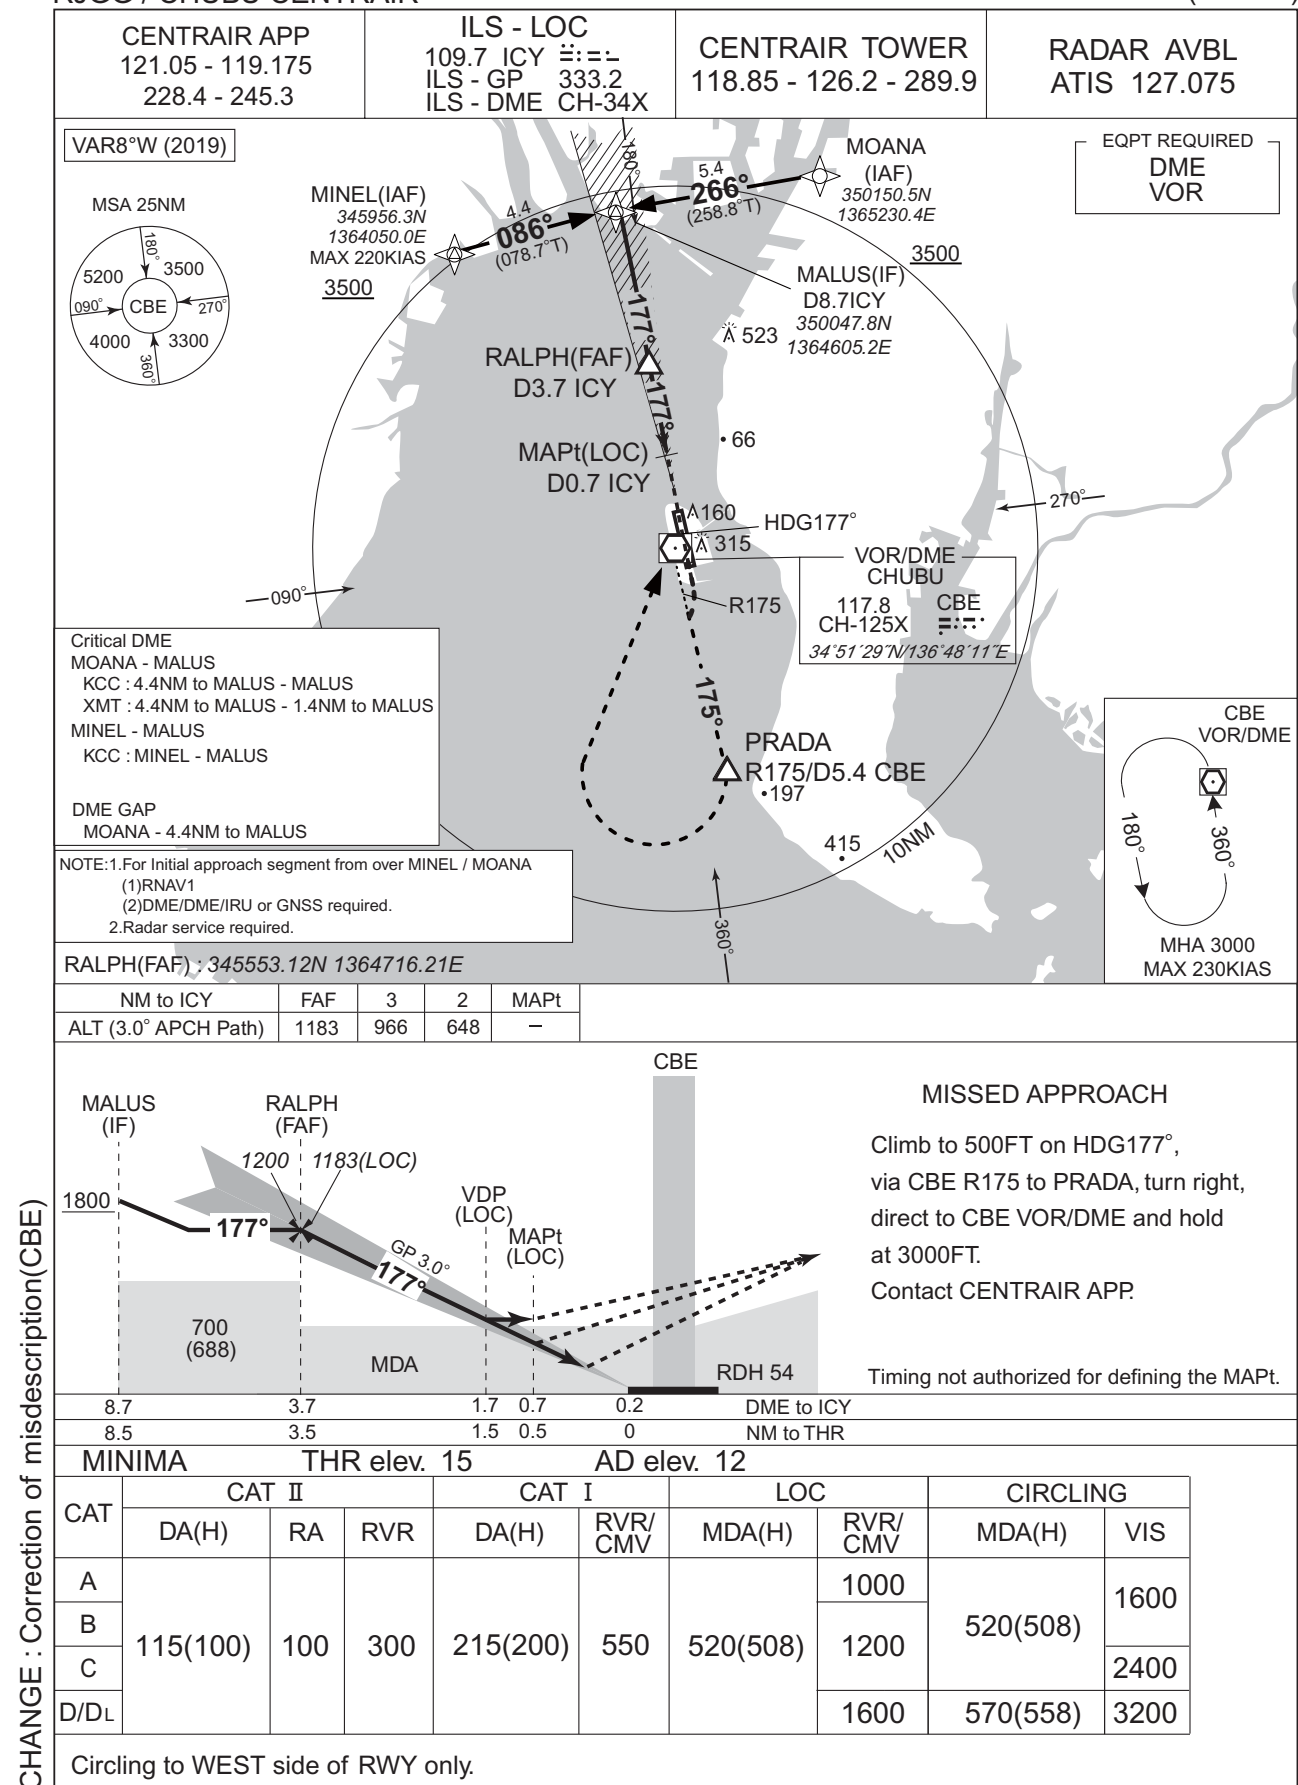 CENTRAIR APP
121.05 - 119.175
228.4 - 245.3
ILS - LOC
109.7 ICY
ILS - GP 333.2
ILS - DME CH-34X
CENTRAIR TOWER
118.85 - 126.2 - 289.9
RADAR AVBL
ATIS 127.075
VAR8°W (2019)
EQPT REQUIRED
DME
VOR
MSA 25NM
180°
5200
3500
090°
CBE
270°
4000
3300
360°
MINEL(IAF)
345956.3N
1364050.0E
MAX 220KIAS
3500
4.4
086°
(078.7°T)
180°
5.4
266°
(258.8°T)
MOANA
(IAF)
350150.5N
1365230.4E
3500
MALUS(IF)
D8.7ICY
350047.8N
1364605.2E
523
177°
RALPH(FAF)
D3.7 ICY
177°
66
MAPt(LOC)
D0.7 ICY
160
HDG177°
315
270°
VOR/DME
CHUBU
117.8 CBE
CH-125X
34°51´29˝N/136°48´11˝E
090°
R175
175°
PRADA
R175/D5.4 CBE
197
415
10NM
360°
Critical DME
MOANA - MALUS
KCC : 4.4NM to MALUS - MALUS
XMT : 4.4NM to MALUS - 1.4NM to MALUS
MINEL - MALUS
KCC : MINEL - MALUS
DME GAP
MOANA - 4.4NM to MALUS
NOTE:1.For Initial approach segment from over MINEL / MOANA
(1)RNAV1
(2)DME/DME/IRU or GNSS required.
2.Radar service required.
CBE
VOR/DME
180°
360°
MHA 3000
MAX 230KIAS
RALPH(FAF) : 345553.12N 1364716.21E
NM to ICY FAF 3 2 MAPt
ALT (3.0° APCH Path) 1183 966 648 –
CBE
MALUS
(IF)
RALPH
(FAF)
1200 1183(LOC)
1800
177°
GP 3.0°
177°
VDP
(LOC)
MAPt
(LOC)
700
(688)
MDA
RDH 54
MISSED APPROACH
Climb to 500FT on HDG177°,
via CBE R175 to PRADA, turn right,
direct to CBE VOR/DME and hold
at 3000FT.
Contact CENTRAIR APP.
Timing not authorized for defining the MAPt.
8.7 3.7 1.7 0.7 0.2 DME to ICY
8.5 3.5 1.5 0.5 0 NM to THR
MINIMA THR elev. 15 AD elev. 12
CAT CAT II CAT I LOC CIRCLING
DA(H) RA RVR DA(H) RVR/CMV MDA(H) RVR/CMV MDA(H) VIS
A 115(100) 100 300 215(200) 550 520(508) 1000 520(508) 1600
B 1200
C 2400
D/DL 1600 570(558) 3200
Circling to WEST side of RWY only.
CHANGE : Correction of misdescription(CBE)